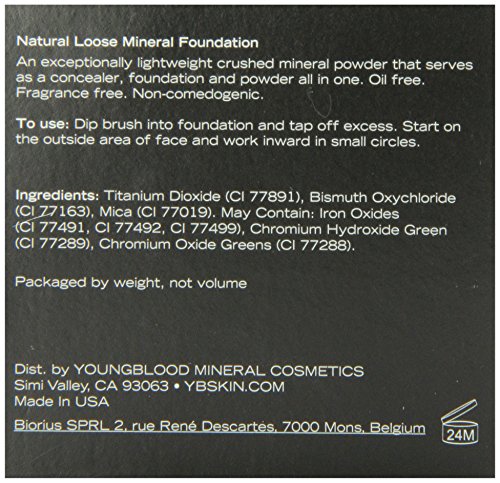 Natural Loose Mineral Foundation
An exceptionally lightweight crushed mineral powder that serves
as a concealer, foundation and powder all in one. Oil free.
Fragrance free. Non-comedogenic.
To use: Dip brush into foundation and tap off excess. Start on
the outside area of face and work inward in small circles.
Ingredients: Titanium Dioxide (CI 77891), Bismuth Oxychloride
(CI 77163), Mica (CI 77019). May Contain: Iron Oxides
(CI 77491, CI 77492, CI 77499), Chromium Hydroxide Green
(CI 77289), Chromium Oxide Greens (CI 77288).
Packaged by weight, not volume
Dist. by YOUNGBLOOD MINERAL COSMETICS
Simi Valley, CA 93063 • YBSKIN.COM
Made In USA
Biorius SPRL 2, rue René Descartes, 7000 Mons, Belgium
24M